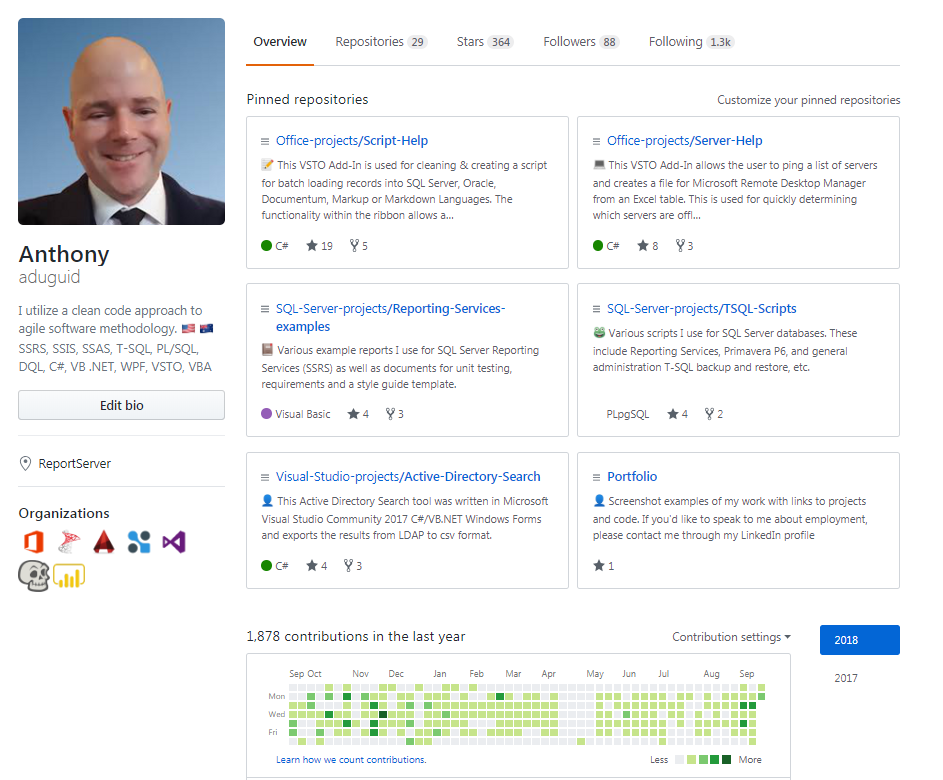 Overview Repositories 29 Stars 364 Followers 88 Following 1.3k
Pinned repositories
Customize your pinned repositories
Office-projects/Script-Help
This VSTO Add-In is used for cleaning & creating a script
for batch loading records into SQL Server, Oracle,
Documentum, Markup or Markdown Languages. The
functionality within the ribbon allows a...
C# 19 5
Office-projects/Server-Help
This VSTO Add-In allows the user to ping a list of servers
and creates a file for Microsoft Remote Desktop Manager
from an Excel table. This is used for quickly determining
which servers are offl...
C# 8 3
Anthony
aduguid
I utilize a clean code approach to
agile software methodology.
SSRS, SSIS, SSAS, T-SQL, PL/SQL,
DQL, C#, VB .NET, WPF, VSTO, VBA
Edit bio
ReportServer
Organizations
SQL-Server-projects/Reporting-Services-
examples
Various example reports I use for SQL Server Reporting
Services (SSRS) as well as documents for unit testing,
requirements and a style guide template.
Visual Basic 4 3
SQL-Server-projects/TSQL-Scripts
Various scripts I use for SQL Server databases. These
include Reporting Services, Primavera P6, and general
administration T-SQL backup and restore, etc.
PLpgSQL 4 2
Visual-Studio-projects/Active-Directory-Search
This Active Directory Search tool was written in Microsoft
Visual Studio Community 2017 C#/VB.NET Windows Forms
and exports the results from LDAP to csv format.
C# 4 3
Portfolio
Screenshot examples of my work with links to projects
and code. If you'd like to speak to me about employment,
please contact me through my LinkedIn profile
1
1,878 contributions in the last year
Contribution settings
2018
2017
Sep Oct Nov Dec Jan Feb Mar Apr May Jun Jul Aug Sep
Mon
Wed
Fri
Learn how we count contributions.
Less More